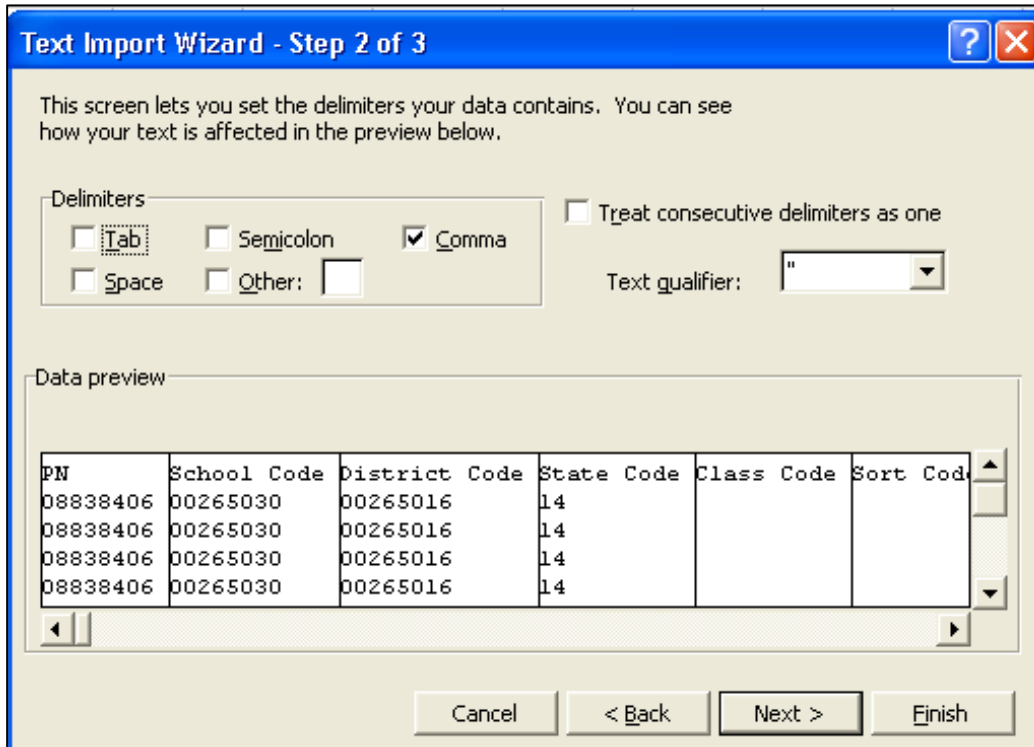 Text Import Wizard - Step 2 of 3
This screen lets you set the delimiters your data contains. You can see
how your text is affected in the preview below.
Delimiters
Tab Semicolon Comma
Space Other:
Treat consecutive delimiters as one
Text qualifier: "
Data preview
PN School Code District Code State Code Class Code Sort Code
08838406 00265030 00265016 14
08838406 00265030 00265016 14
08838406 00265030 00265016 14
08838406 00265030 00265016 14
Cancel < Back Next > Finish